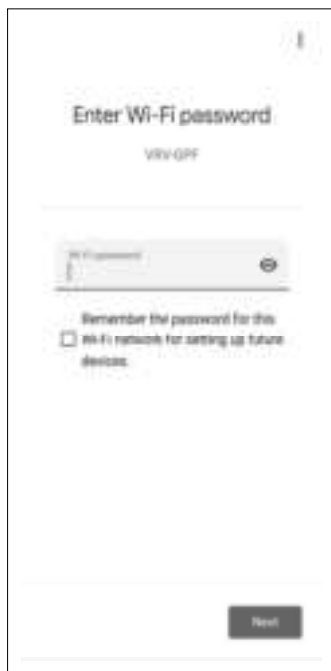 Enter Wi-Fi password
VRV-GPF
Wi-Fi password
Remember the password for this
Wi-Fi network for setting up future
devices.
Next